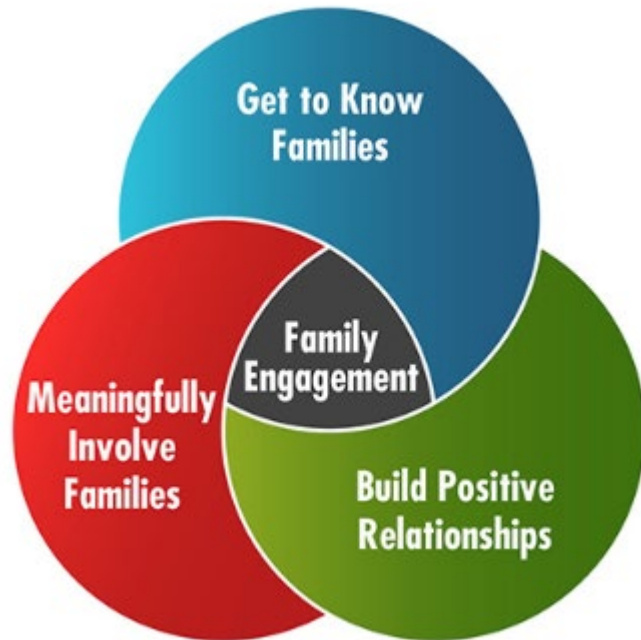 Get to Know
Families
Family
Engagement
Meaningfully
Involve
Families
Build Positive
Relationships